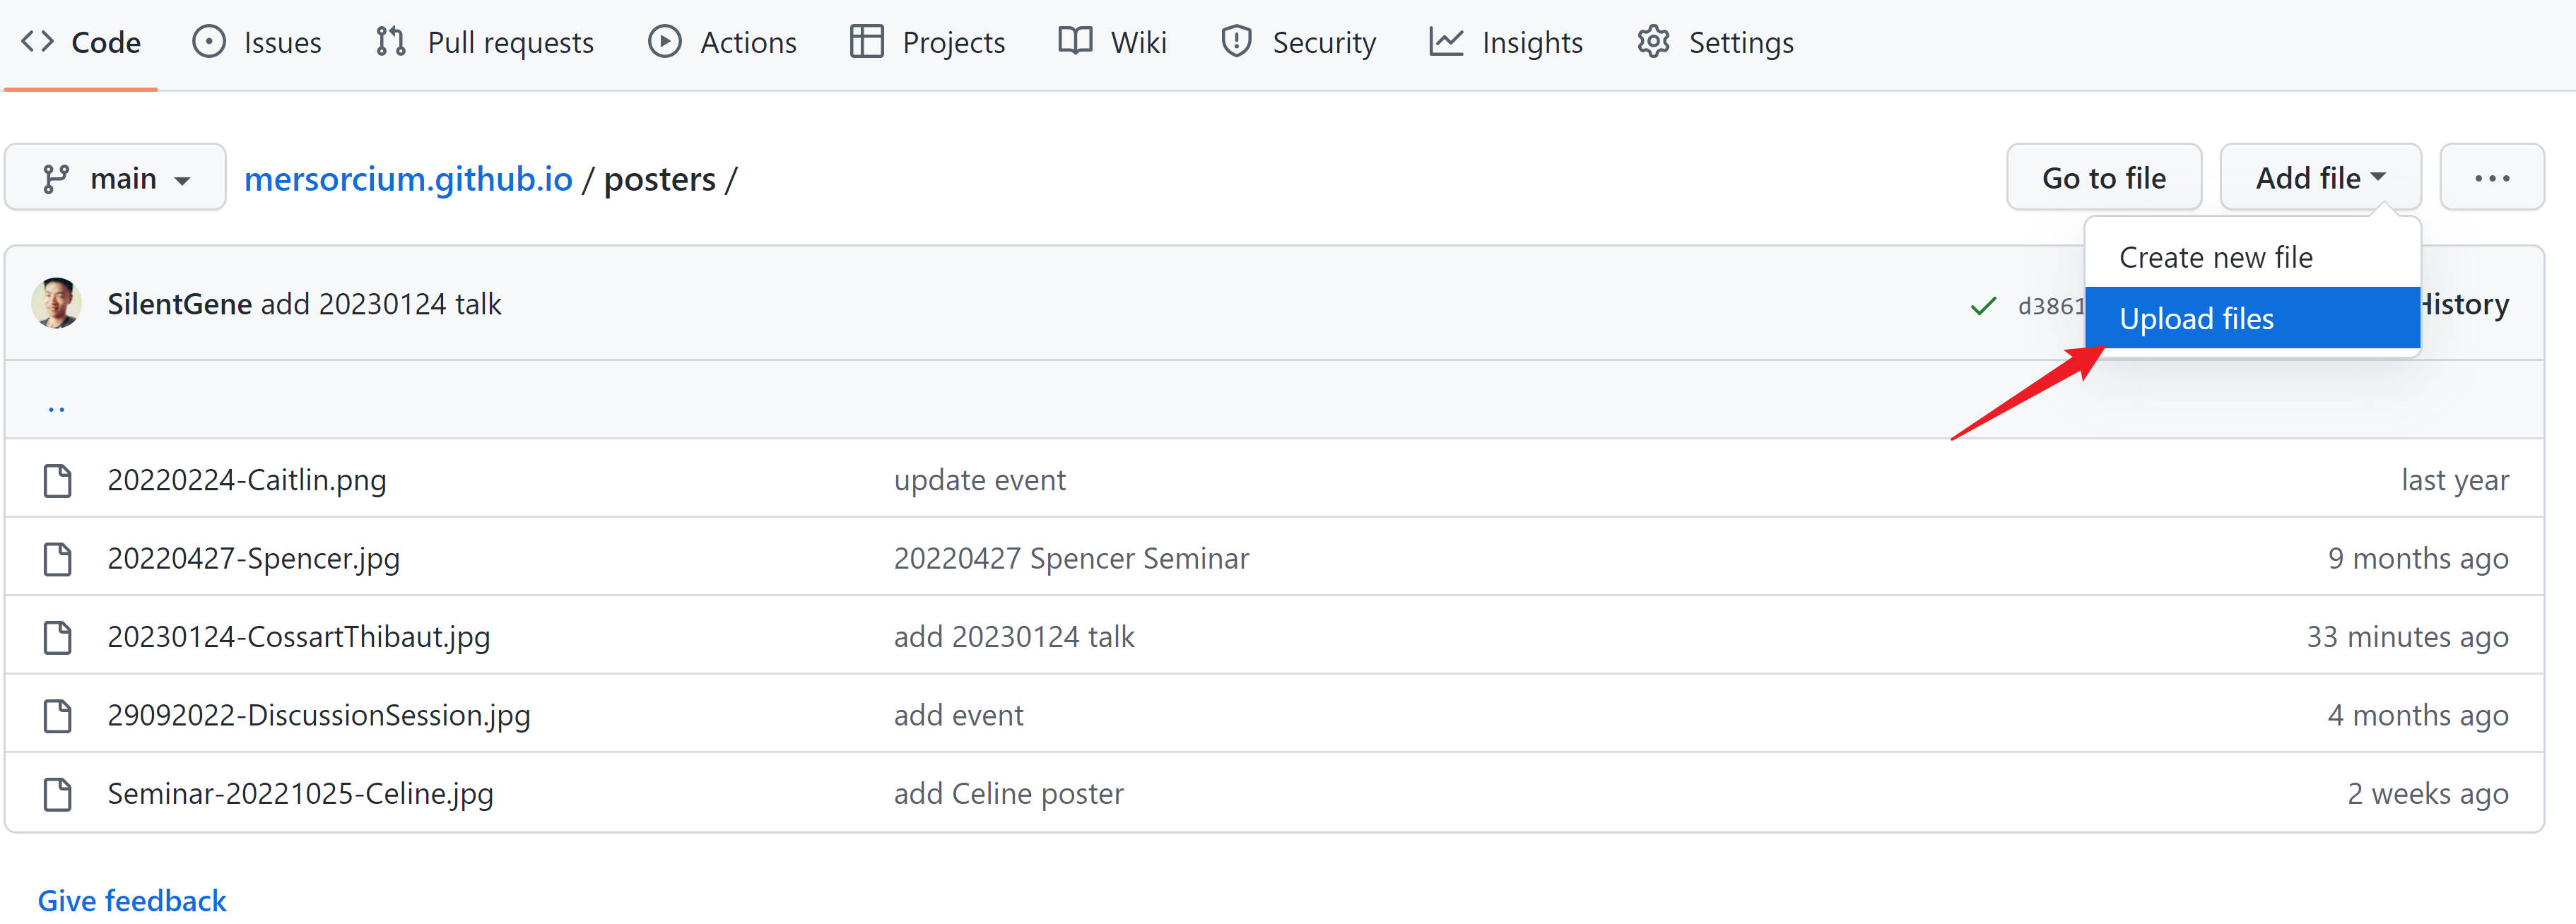 Code Issues Pull requests Actions Projects Wiki Security Insights Settings
main mersorcium.github.io / posters / Go to file Add file
Create new file
SilentGene add 20230124 talk d3861 History
Upload files
..
20220224-Caitlin.png update event last year
20220427-Spencer.jpg 20220427 Spencer Seminar 9 months ago
20230124-CossartThibaut.jpg add 20230124 talk 33 minutes ago
29092022-DiscussionSession.jpg add event 4 months ago
Seminar-20221025-Celine.jpg add Celine poster 2 weeks ago
Give feedback